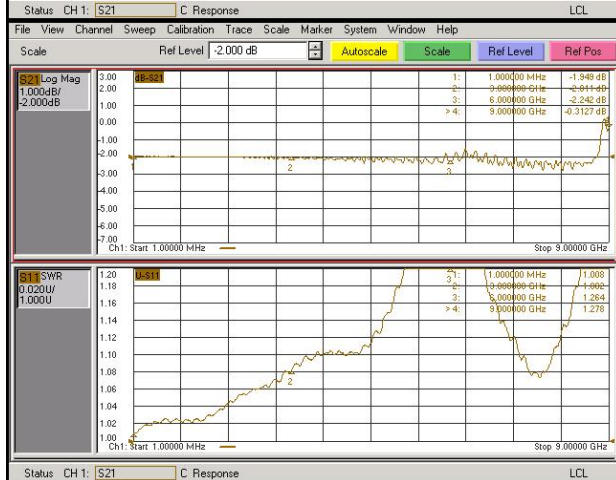 Status CH 1: S21 C Response LCL
File View Channel Sweep Calibration Trace Scale Marker System Window Help
Scale Ref Level -2.000 dB Autoscale Scale Ref Level Ref Pos
S21 Log Mag
1.000dB/
-2.000dB
dB-S21
3.00
2.00
1.00
0.00
-1.00
-2.00
-3.00
-4.00
-5.00
-6.00
-7.00
1: 1.00000 MHz -1.949 dB
2: 3.000000 GHz -2.011 dB
3: 6.000000 GHz -2.242 dB
> 4: 9.000000 GHz -0.3127 dB
2
3
Ch1: Start 1.00000 MHz Stop 9.00000 GHz
S11 SWR
0.020U/
1.000U
U-S11
1.20
1.18
1.16
1.14
1.12
1.10
1.08
1.06
1.04
1.02
1.00
1: 1.000000 MHz 1.008
2: 3.000000 GHz
3: 6.000000 GHz 1.264
> 4: 9.000000 GHz 1.278
2
3
Ch1: Start 1.00000 MHz Stop 9.00000 GHz
Status CH 1: S21 C Response LCL